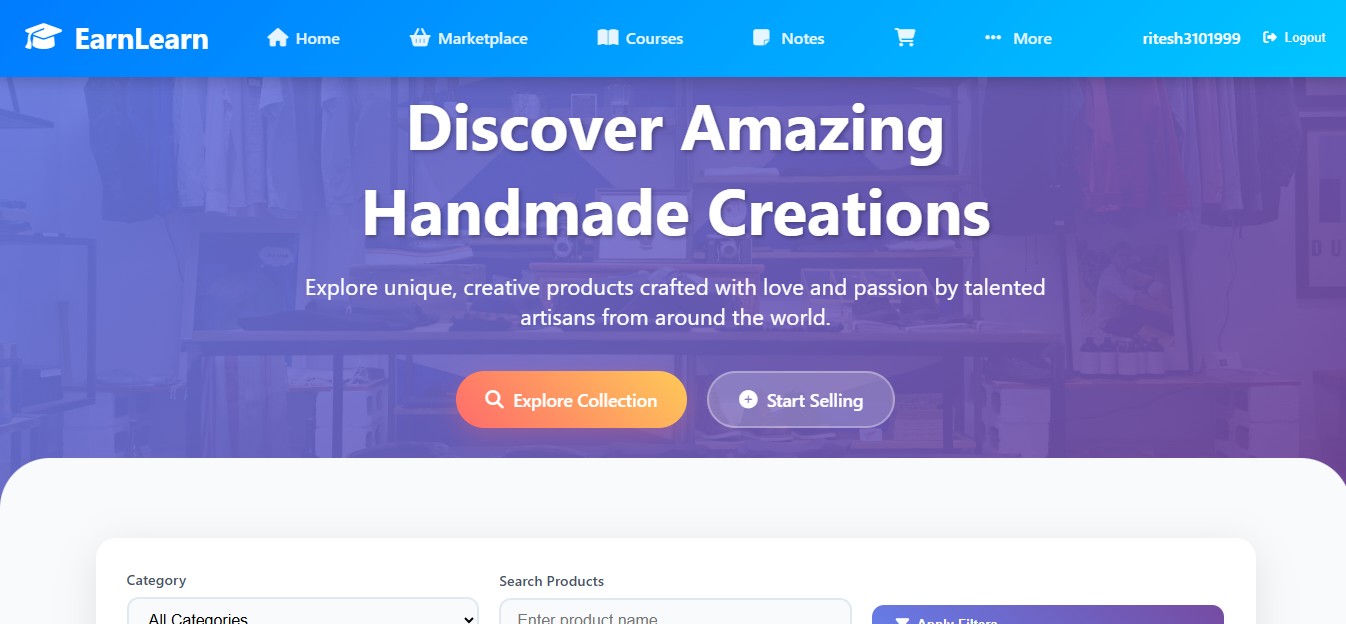 EarnLearn Home Marketplace Courses Notes More ritesh3101999 Logout
Discover Amazing
Handmade Creations
Explore unique, creative products crafted with love and passion by talented
artisans from around the world.
Explore Collection Start Selling
Category Search Products
All Categories Enter product name Apply Filters